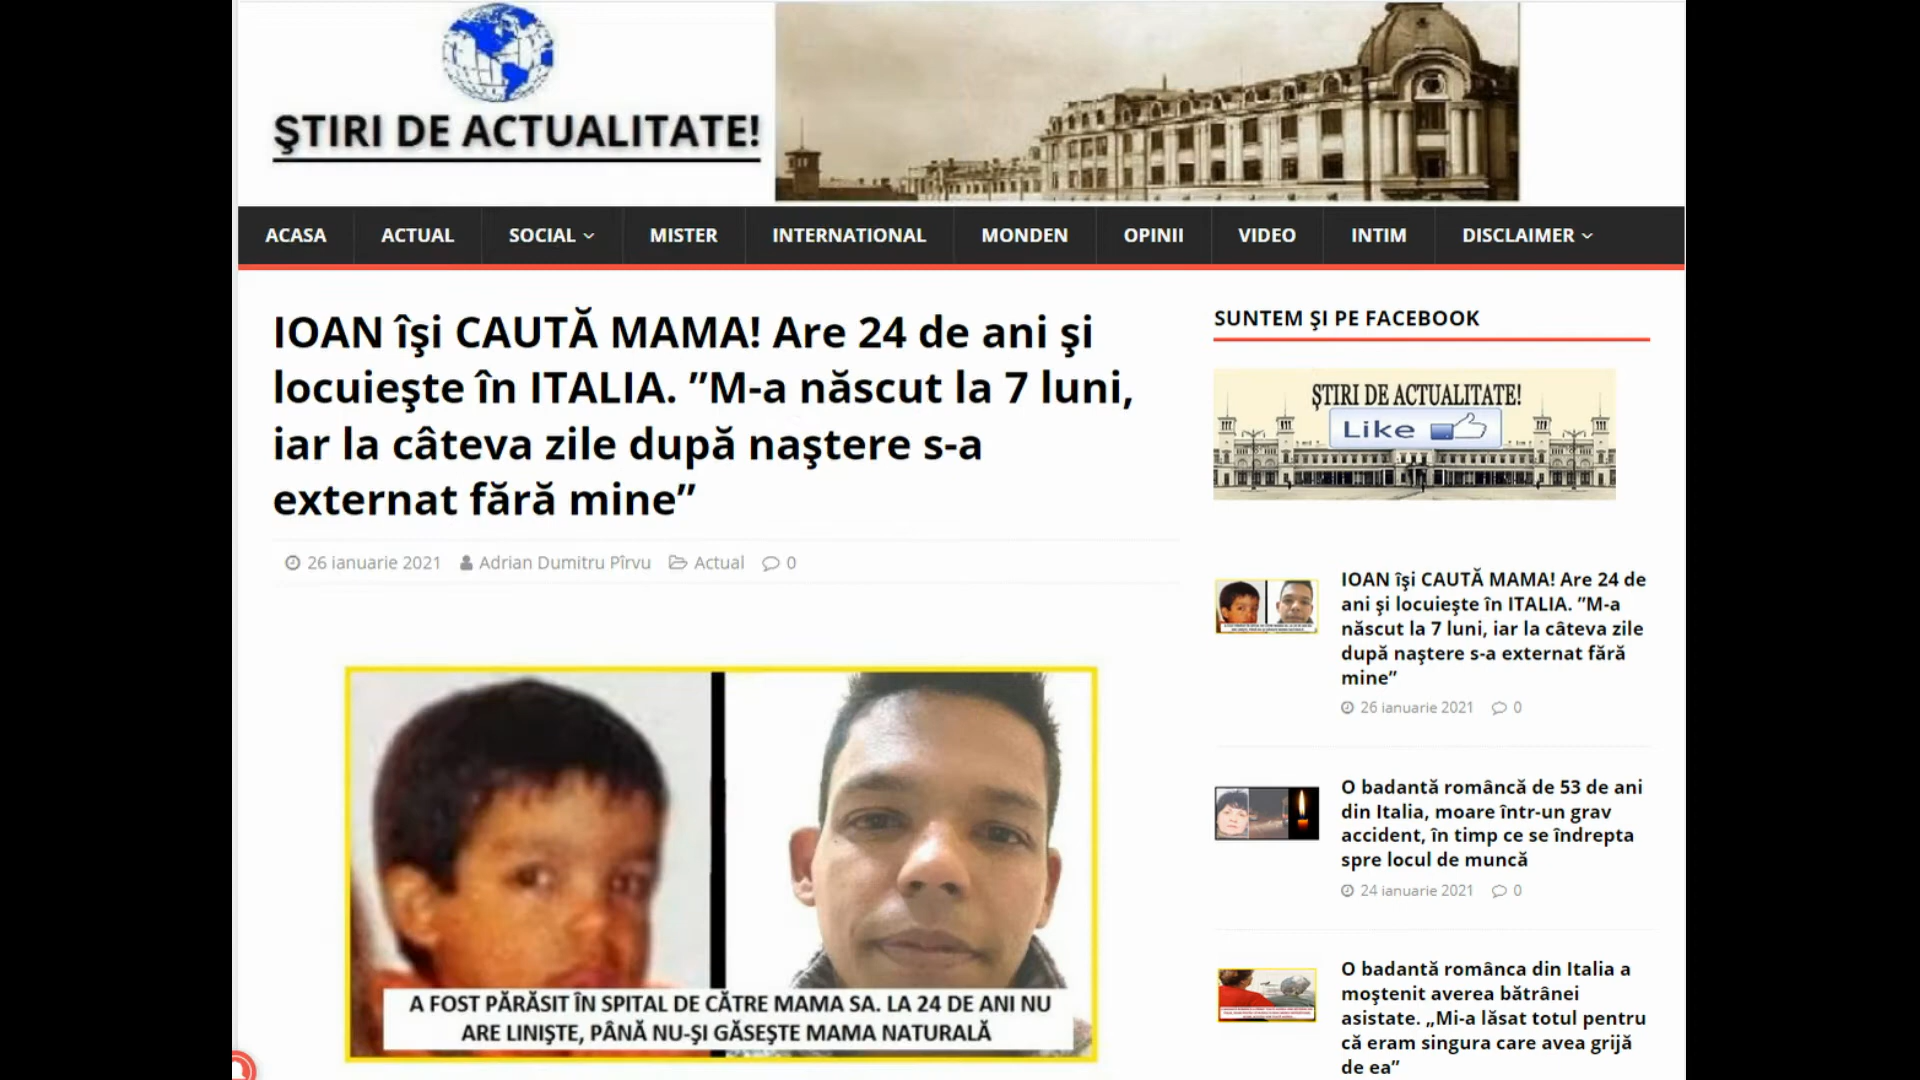 ŞTIRI DE ACTUALITATE!
ACASA ACTUAL SOCIAL MISTER INTERNATIONAL MONDEN OPINII VIDEO INTIM DISCLAIMER
IOAN îşi CAUTĂ MAMA! Are 24 de ani şi
locuieşte în ITALIA. ”M-a născut la 7 luni,
iar la câteva zile după naştere s-a
externat fără mine”
26 ianuarie 2021 Adrian Dumitru Pîrvu Actual 0
A FOST PĂRĂSIT ÎN SPITAL DE CĂTRE MAMA SA. LA 24 DE ANI NU
ARE LINIȘTE, PÂNĂ NU-ȘI GĂSEȘTE MAMA NATURALĂ
SUNTEM ŞI PE FACEBOOK
ŞTIRI DE ACTUALITATE!
Like
IOAN îşi CAUTĂ MAMA! Are 24 de
ani şi locuieşte în ITALIA. ”M-a
născut la 7 luni, iar la câteva zile
după naştere s-a externat fără
mine”
26 ianuarie 2021 0
O badantă româncă de 53 de ani
din Italia, moare într-un grav
accident, în timp ce se îndrepta
spre locul de muncă
24 ianuarie 2021 0
O badantă românca din Italia a
moştenit averea bătrânei
asistate. „Mi-a lăsat totul pentru
că eram singura care avea grijă
de ea”